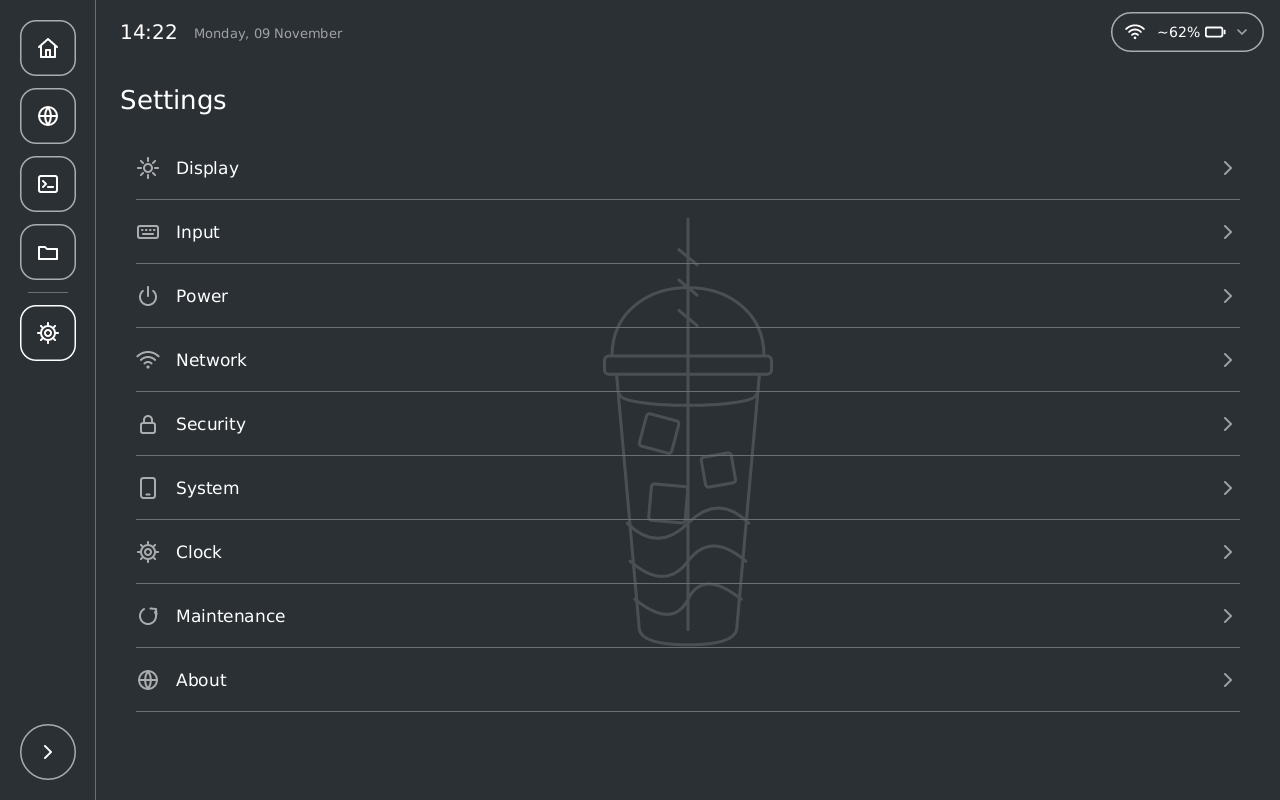 14:22 Monday, 09 November
~62%
Settings
Display
Input
Power
Network
Security
System
Clock
Maintenance
About